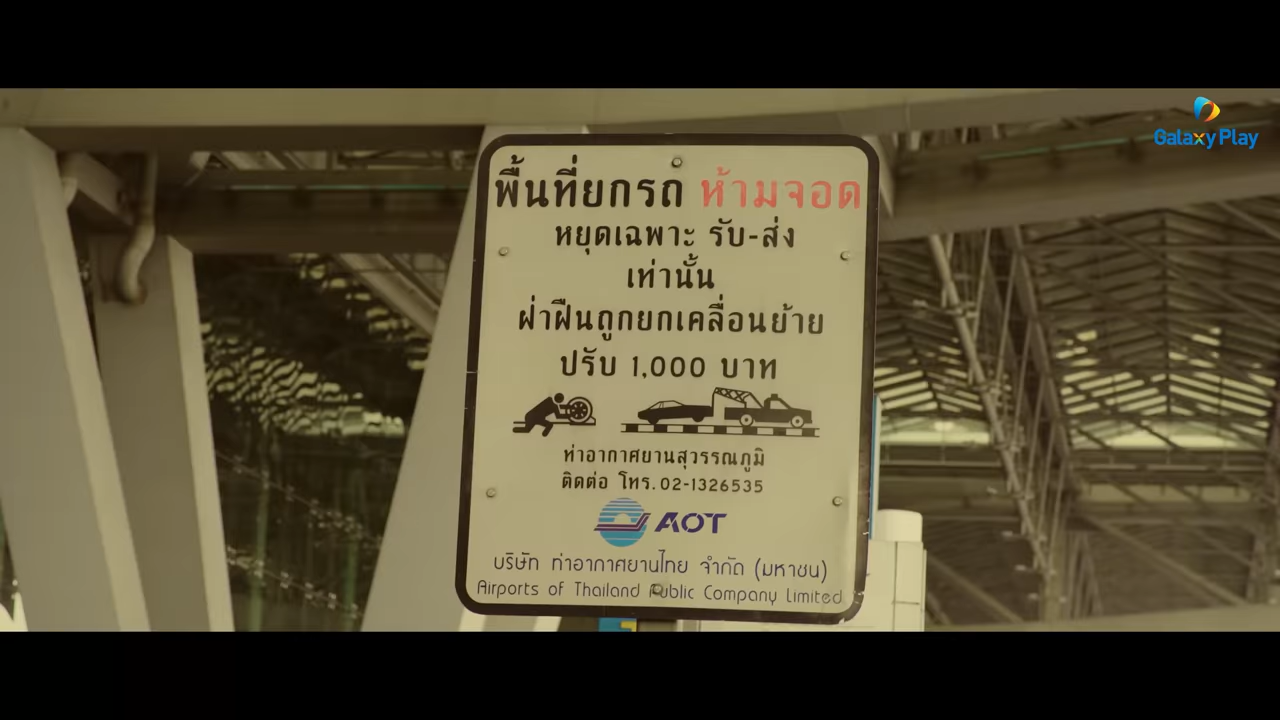 Galaxy Play
พื้นที่ยกรถ ห้ามจอด
หยุดเฉพาะ รับ-ส่ง
เท่านั้น
ฝ่าฝืนถูกยกเคลื่อนย้าย
ปรับ 1,000 บาท
ท่าอากาศยานสุวรรณภูมิ
ติดต่อ โทร. 02-1326535
AOT
บริษัท ท่าอากาศยานไทย จำกัด (มหาชน)
Airports of Thailand Public Company Limited